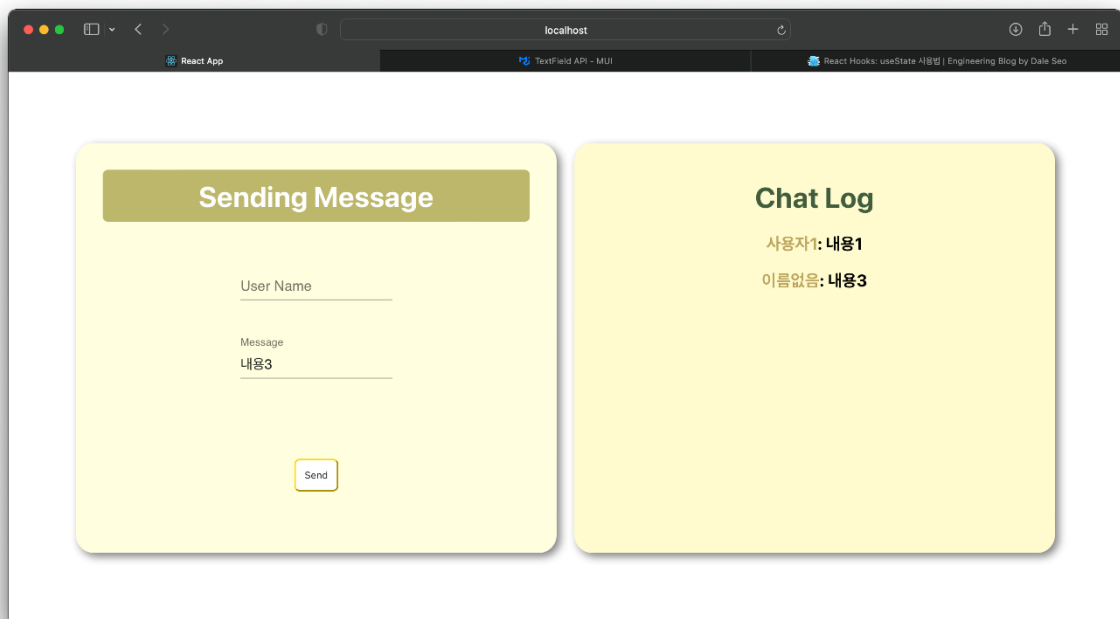 localhost
React App
TextField API – MUI
React Hooks: useState 사용법 | Engineering Blog by Dale Seo
Sending Message
User Name
Message
내용3
Send
Chat Log
사용자1: 내용1
이름없음: 내용3